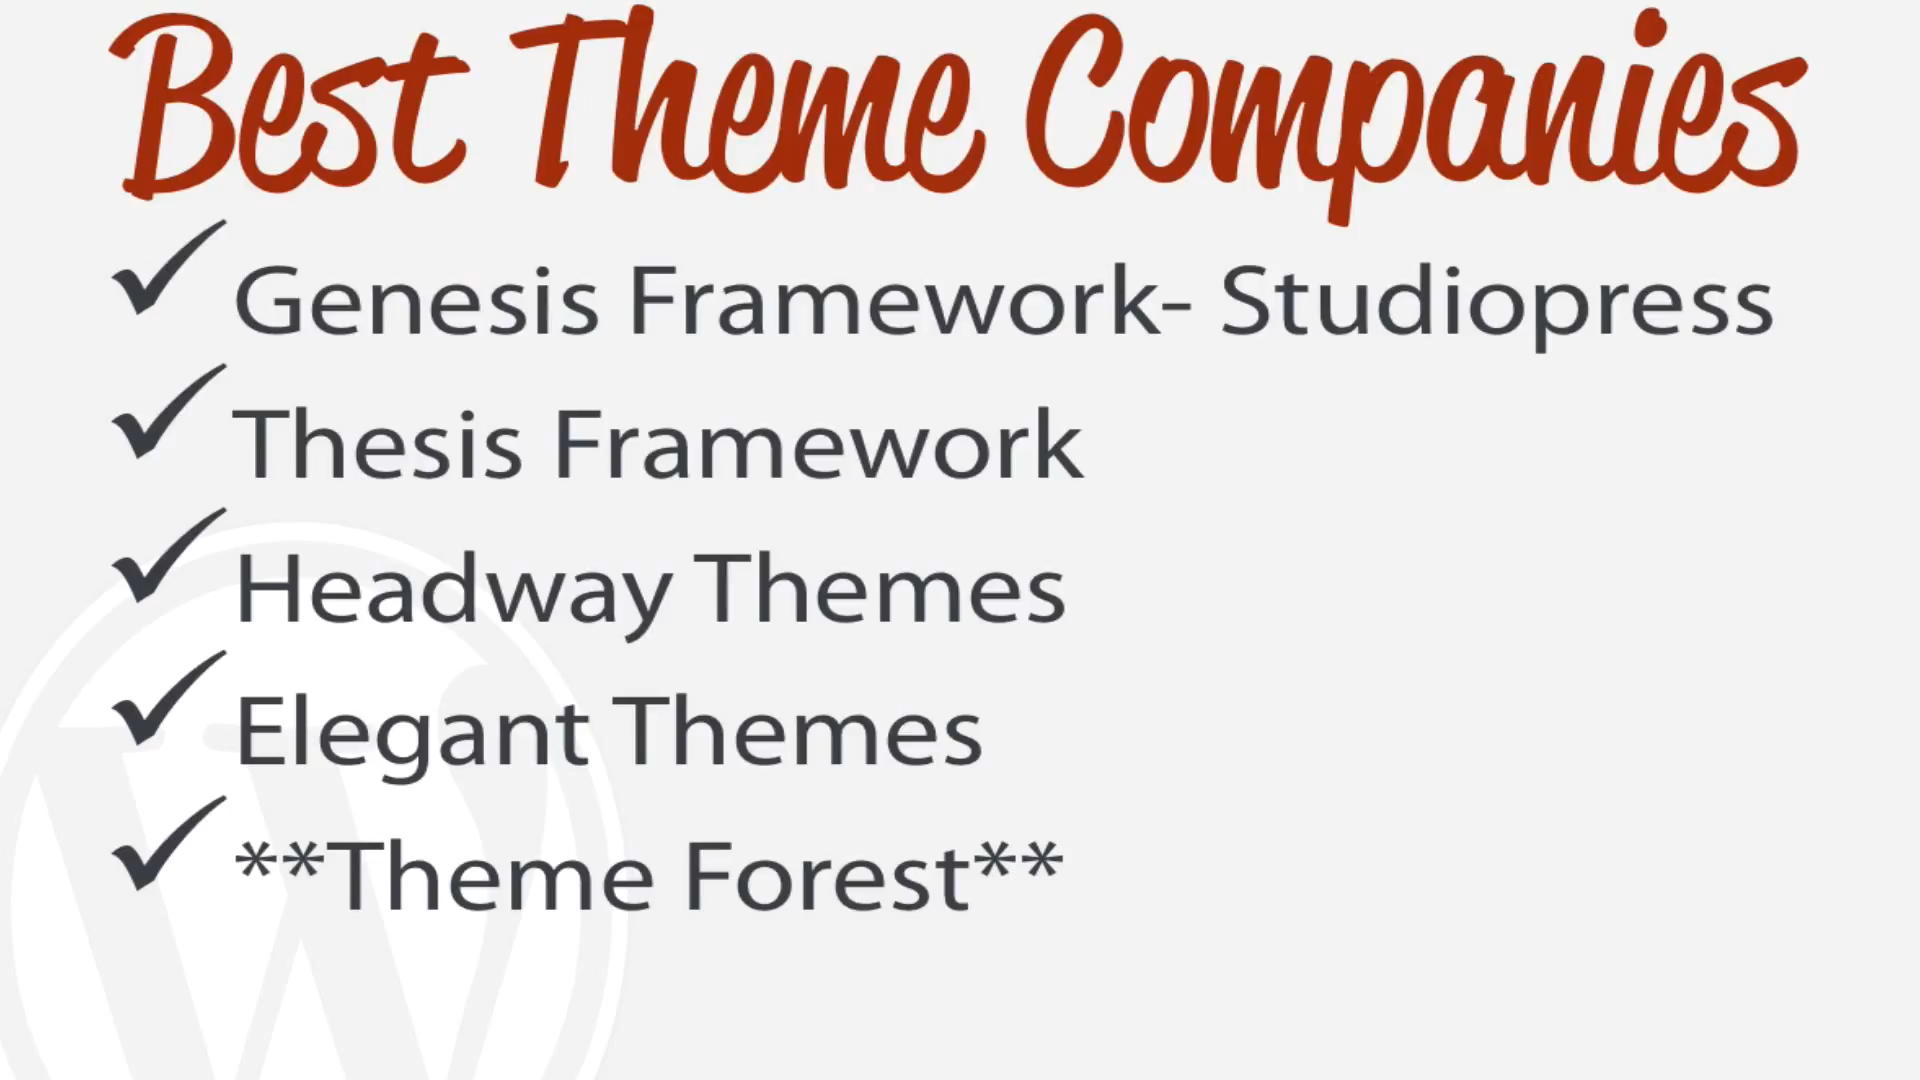 Best Theme Companies
Genesis Framework- Studiopress
Thesis Framework
Headway Themes
Elegant Themes
**Theme Forest**